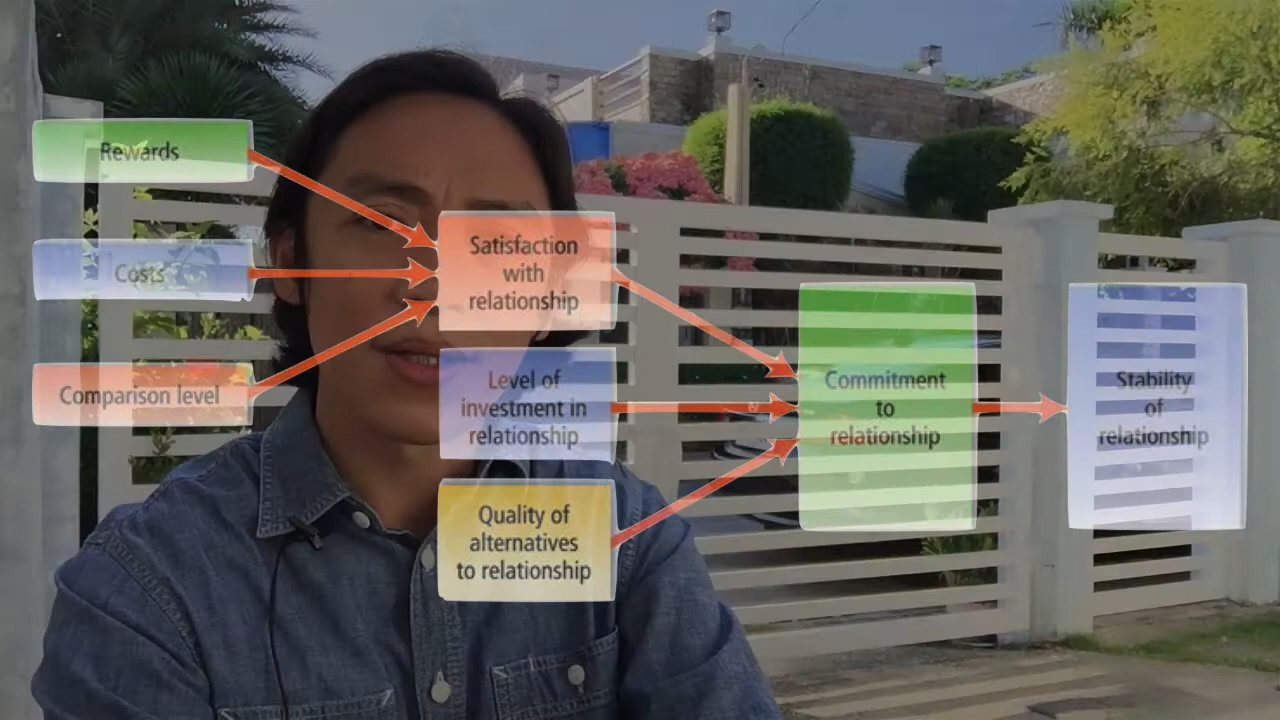 Rewards
Costs
Comparison level
Satisfaction
with
relationship
Level of
investment in
relationship
Quality of
alternatives
to relationship
Commitment
to
relationship
Stability
of
relationship